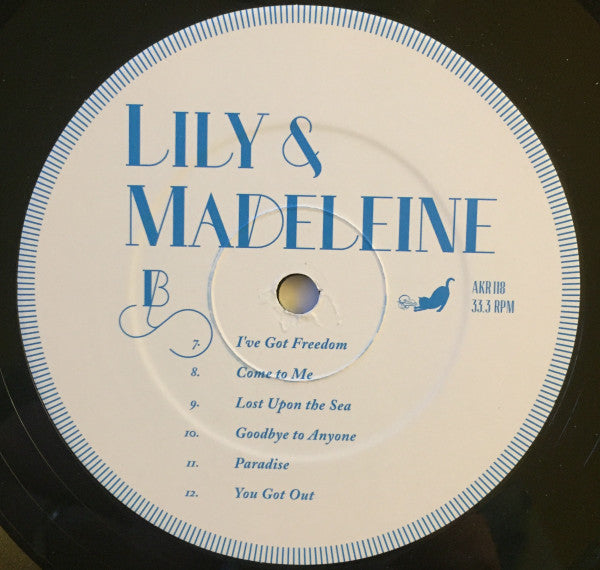 LILY &
MADELEINE
B
AKR 118
33.3 RPM
7. I've Got Freedom
8. Come to Me
9. Lost Upon the Sea
10. Goodbye to Anyone
11. Paradise
12. You Got Out